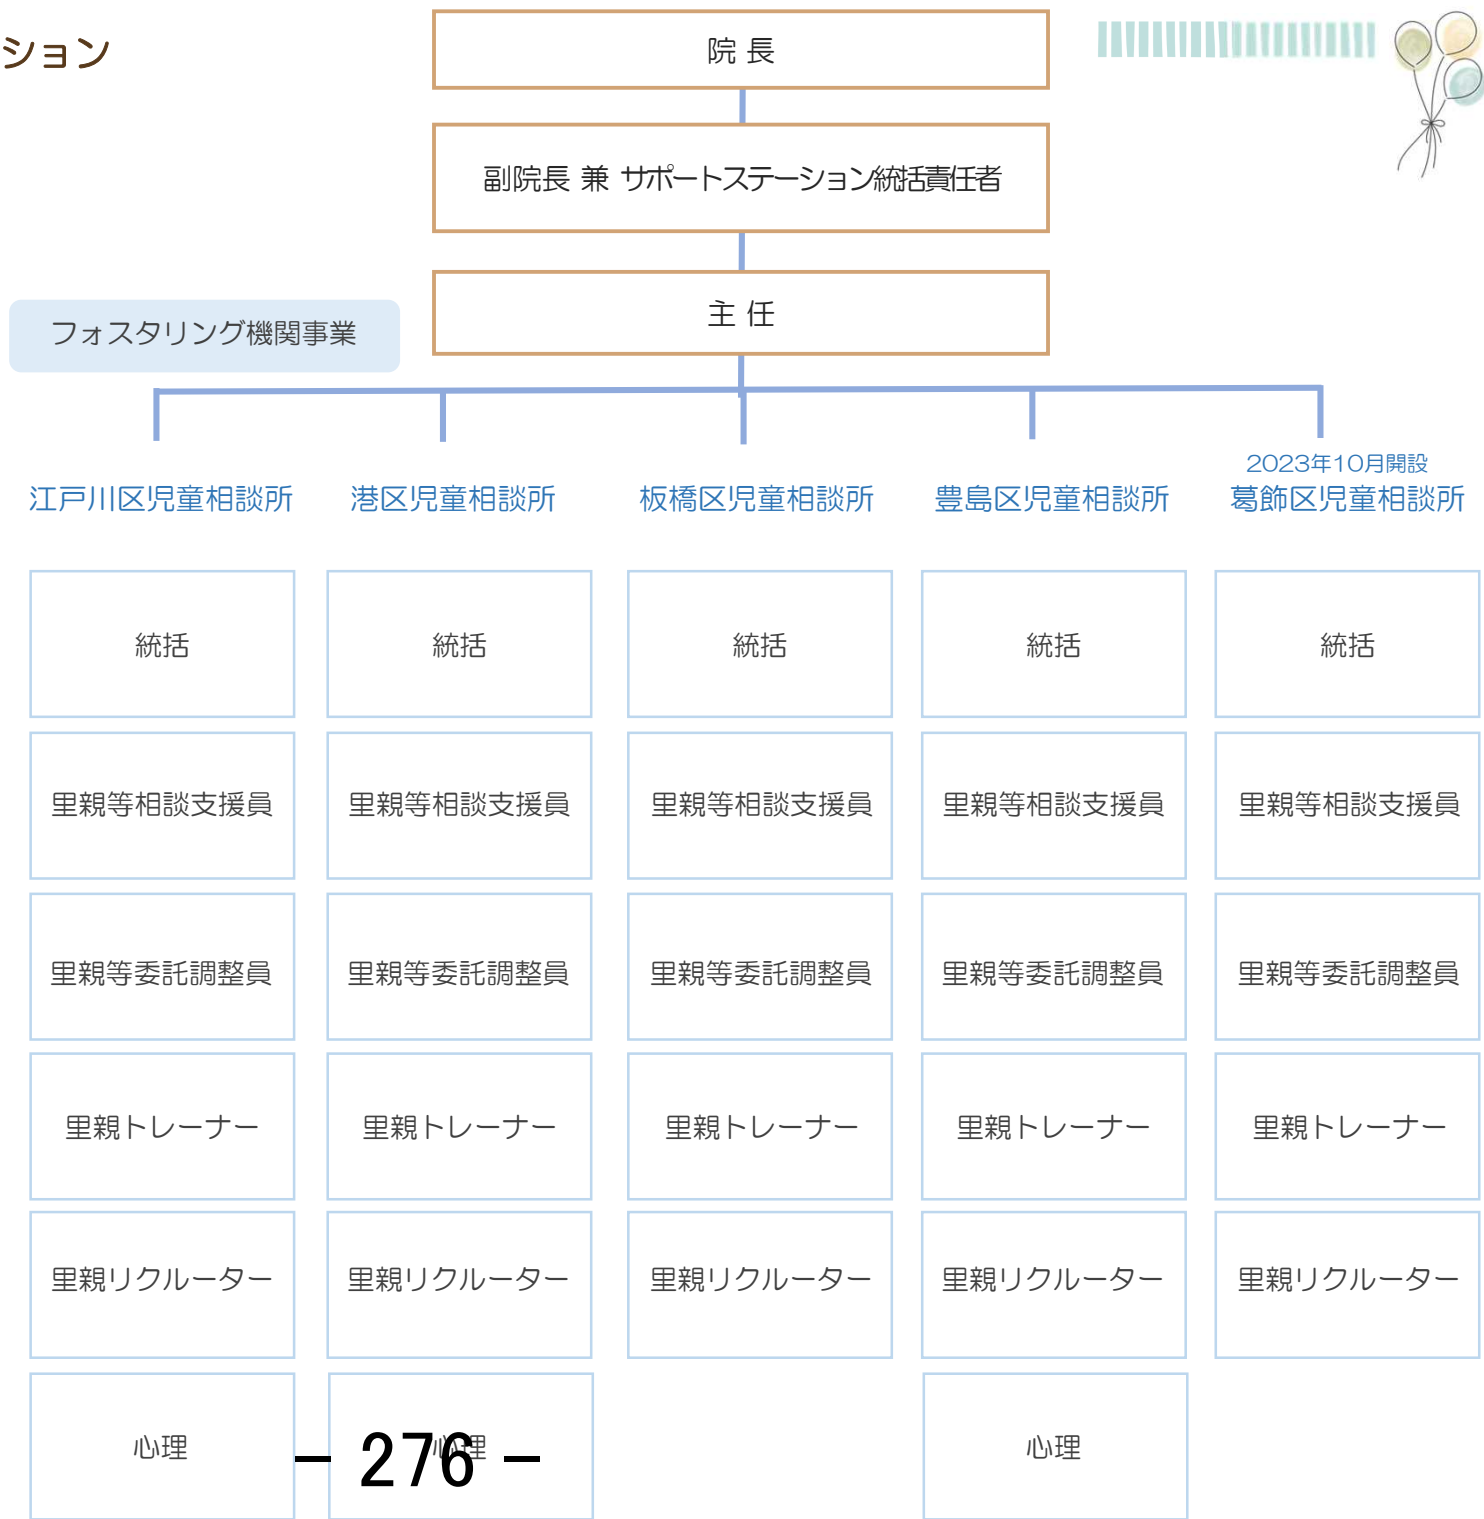 ション
院 長
副院長 兼 サポートステーション統括責任者
主 任
フォスタリング機関事業
2023年10月開設
江戸川区児童相談所 港区児童相談所 板橋区児童相談所 豊島区児童相談所 葛飾区児童相談所
統括 統括 統括 統括 統括
里親等相談支援員 里親等相談支援員 里親等相談支援員 里親等相談支援員 里親等相談支援員
里親等委託調整員 里親等委託調整員 里親等委託調整員 里親等委託調整員 里親等委託調整員
里親トレーナー 里親トレーナー 里親トレーナー 里親トレーナー 里親トレーナー
里親リクルーター 里親リクルーター 里親リクルーター 里親リクルーター 里親リクルーター
心理 心理 心理
− 276 −